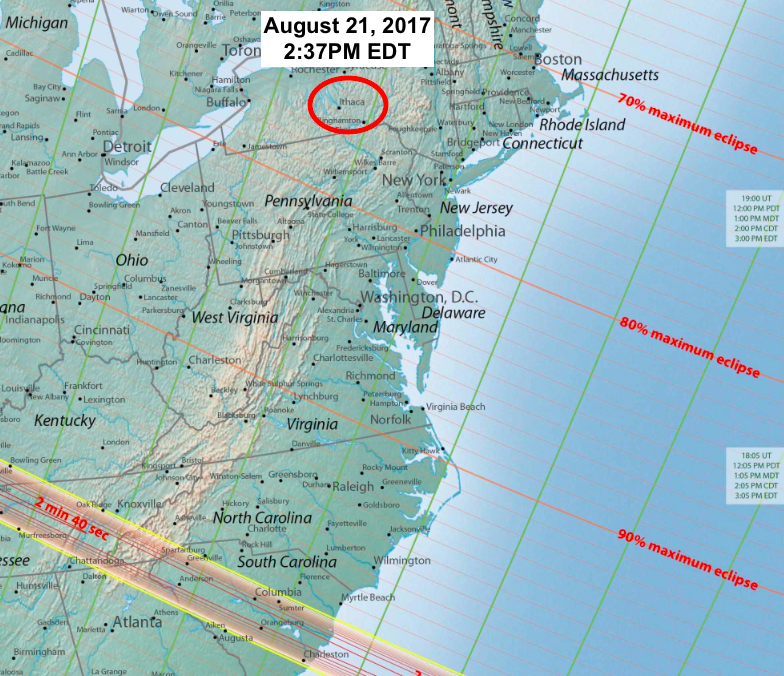 August 21, 2017
2:37PM EDT
Michigan
Wiarton
Owen Sound
Barrie
Orillia
Peterborough
Kingston
Concord
Manchester
Cadillac
Orangeville
Oshawa
Toronto
Rochester
Syracuse
Saratoga Springs
Lowell
Boston
Massachusetts
Bay City
Saginaw
Flint
Sarnia
London
Kitchener
Hamilton
Niagara Falls
Buffalo
Ithaca
Binghamton
Albany
Pittsfield
Worcester
Springfield
Providence
Hartford
New Bedford
Newport
70% maximum eclipse
Grand Rapids
Lansing
Pontiac
Detroit
Windsor
Ann Arbor
Kalamazoo
Battle Creek
Erie
Jamestown
Poughkeepsie
Waterbury
New London
New Haven
Bridgeport
Rhode Island
Connecticut
Scranton
Stamford
Paterson
Wilkes Barre
Williamsport
New York
Newark
Toledo
Bowling Green
South Bend
Cleveland
Akron
Canton
Youngstown
Pennsylvania
State College
Allentown
Trenton
New Jersey
Fort Wayne
Lima
Mansfield
Beaver Falls
Pittsburgh
Altoona
Johnstown
Harrisburg
York
Lancaster
Wilmington
Philadelphia
Atlantic City
19:00 UT
12:00 PM PDT
1:00 PM MDT
2:00 PM CDT
3:00 PM EDT
Ohio
Wheeling
Kokomo
Marion
Muncie
Richmond
Springfield
Dayton
Columbus
Zanesville
Lancaster
Parkersburg
Clarksburg
Morgantown
Cumberland
Hagerstown
Winchester
Baltimore
Dover
Washington, D.C.
Delaware
Alexandria
St. Charles
Maryland
Indianapolis
Bloomington
Cincinnati
Covington
West Virginia
Harrisonburg
Fredericksburg
Charlottesville
80% maximum eclipse
Huntington
Charleston
Louisville
New Albany
Frankfort
Lexington
Kentucky
Beckley
White Sulphur Springs
Lynchburg
Richmond
Petersburg
Hampton
Virginia Beach
Norfolk
Blacksburg
Roanoke
Virginia
Danville
London
Bowling Green
Kingsport
Bristol
Johnson City
Winston-Salem
Greensboro
Durham
Raleigh
Rocky Mount
Greenville
Kitty Hawk
18:05 UT
12:05 PM PDT
1:05 PM MDT
2:05 PM CDT
3:05 PM EDT
2 min 40 sec
Oak Ridge
Knoxville
Asheville
Hickory
Salisbury
Goldsboro
North Carolina
Charlotte
Fayetteville
Jacksonville
90% maximum eclipse
Murfreesboro
Chattanooga
Dalton
Spartanburg
Greenville
Rock Hill
South Carolina
Lumberton
Wilmington
Huntsville
Anderson
Florence
Columbia
Sumter
Myrtle Beach
Gadsden
Marietta
Atlanta
Athens
Aiken
Augusta
Orangeburg
Birmingham
La Grange
Macon
Charleston